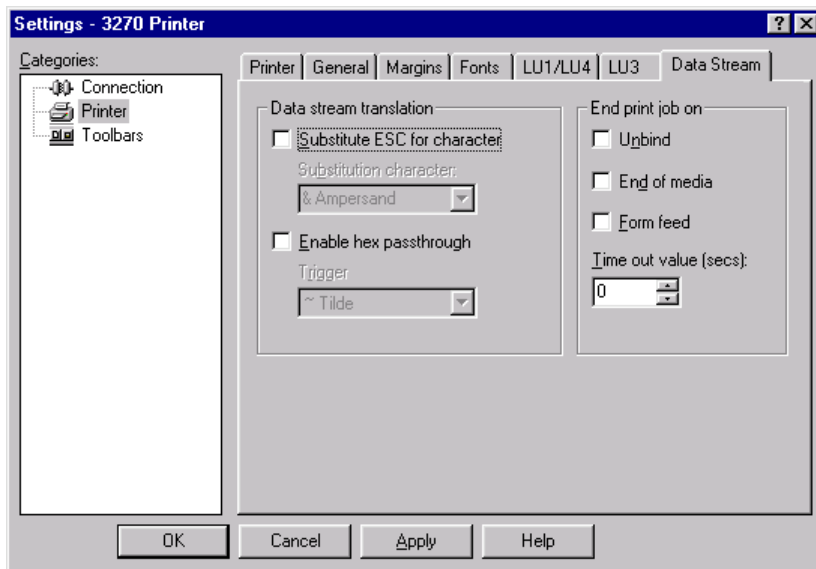 Settings - 3270 Printer
Categories:
Connection
Printer
Toolbars
Printer
General
Margins
Fonts
LU1/LU4
LU3
Data Stream
Data stream translation
Substitute ESC for character
Substitution character:
& Ampersand
Enable hex passthrough
Trigger
~ Tilde
End print job on
Unbind
End of media
Form feed
Time out value (secs):
0
OK
Cancel
Apply
Help